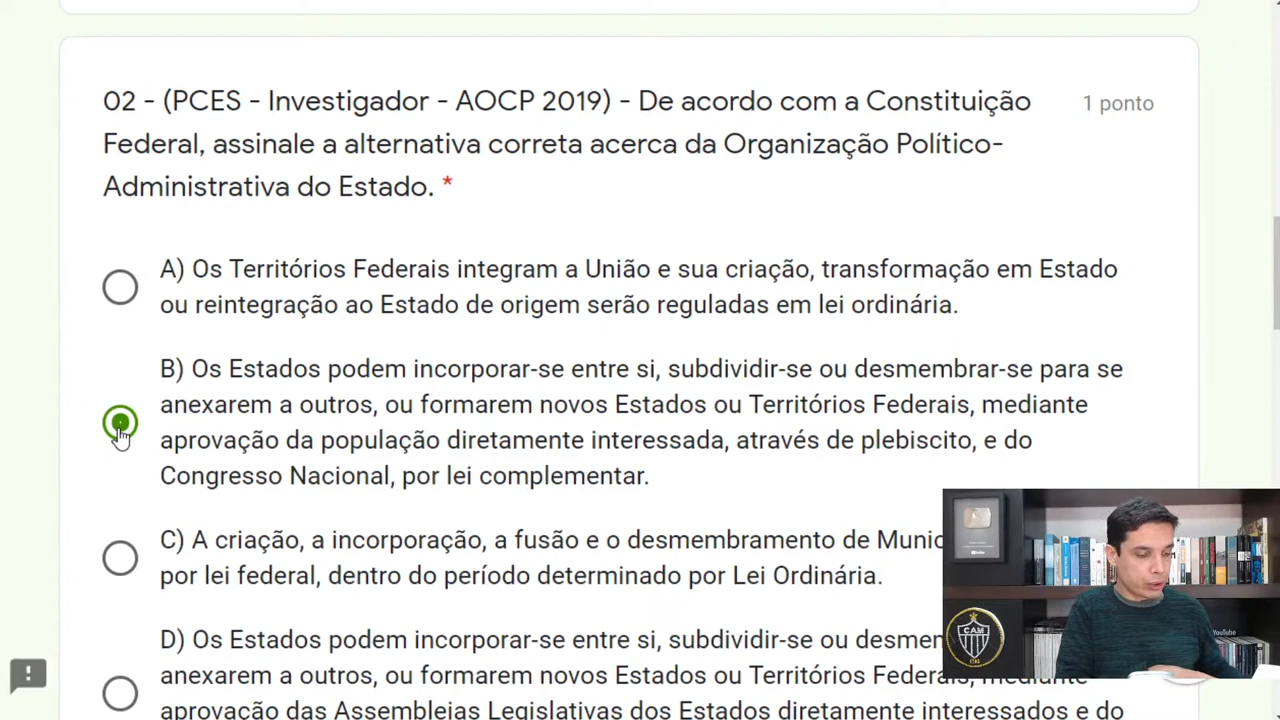 02 - (PCES - Investigador - AOCP 2019) - De acordo com a Constituição
1 ponto
Federal, assinale a alternativa correta acerca da Organização Político-
Administrativa do Estado. *
A) Os Territórios Federais integram a União e sua criação, transformação em Estado
ou reintegração ao Estado de origem serão reguladas em lei ordinária.
B) Os Estados podem incorporar-se entre si, subdividir-se ou desmembrar-se para se
anexarem a outros, ou formarem novos Estados ou Territórios Federais, mediante
aprovação da população diretamente interessada, através de plebiscito, e do
Congresso Nacional, por lei complementar.
C) A criação, a incorporação, a fusão e o desmembramento de
por lei federal, dentro do período determinado por Lei Ordinária.
D) Os Estados podem incorporar-se entre si, subdividir-se ou
anexarem a outros, ou formarem novos Estados ou Territórios Federais, mediante
aprovação das Assembleias Legislativas dos Estados diretamente interessados e do
CAM
YouTube